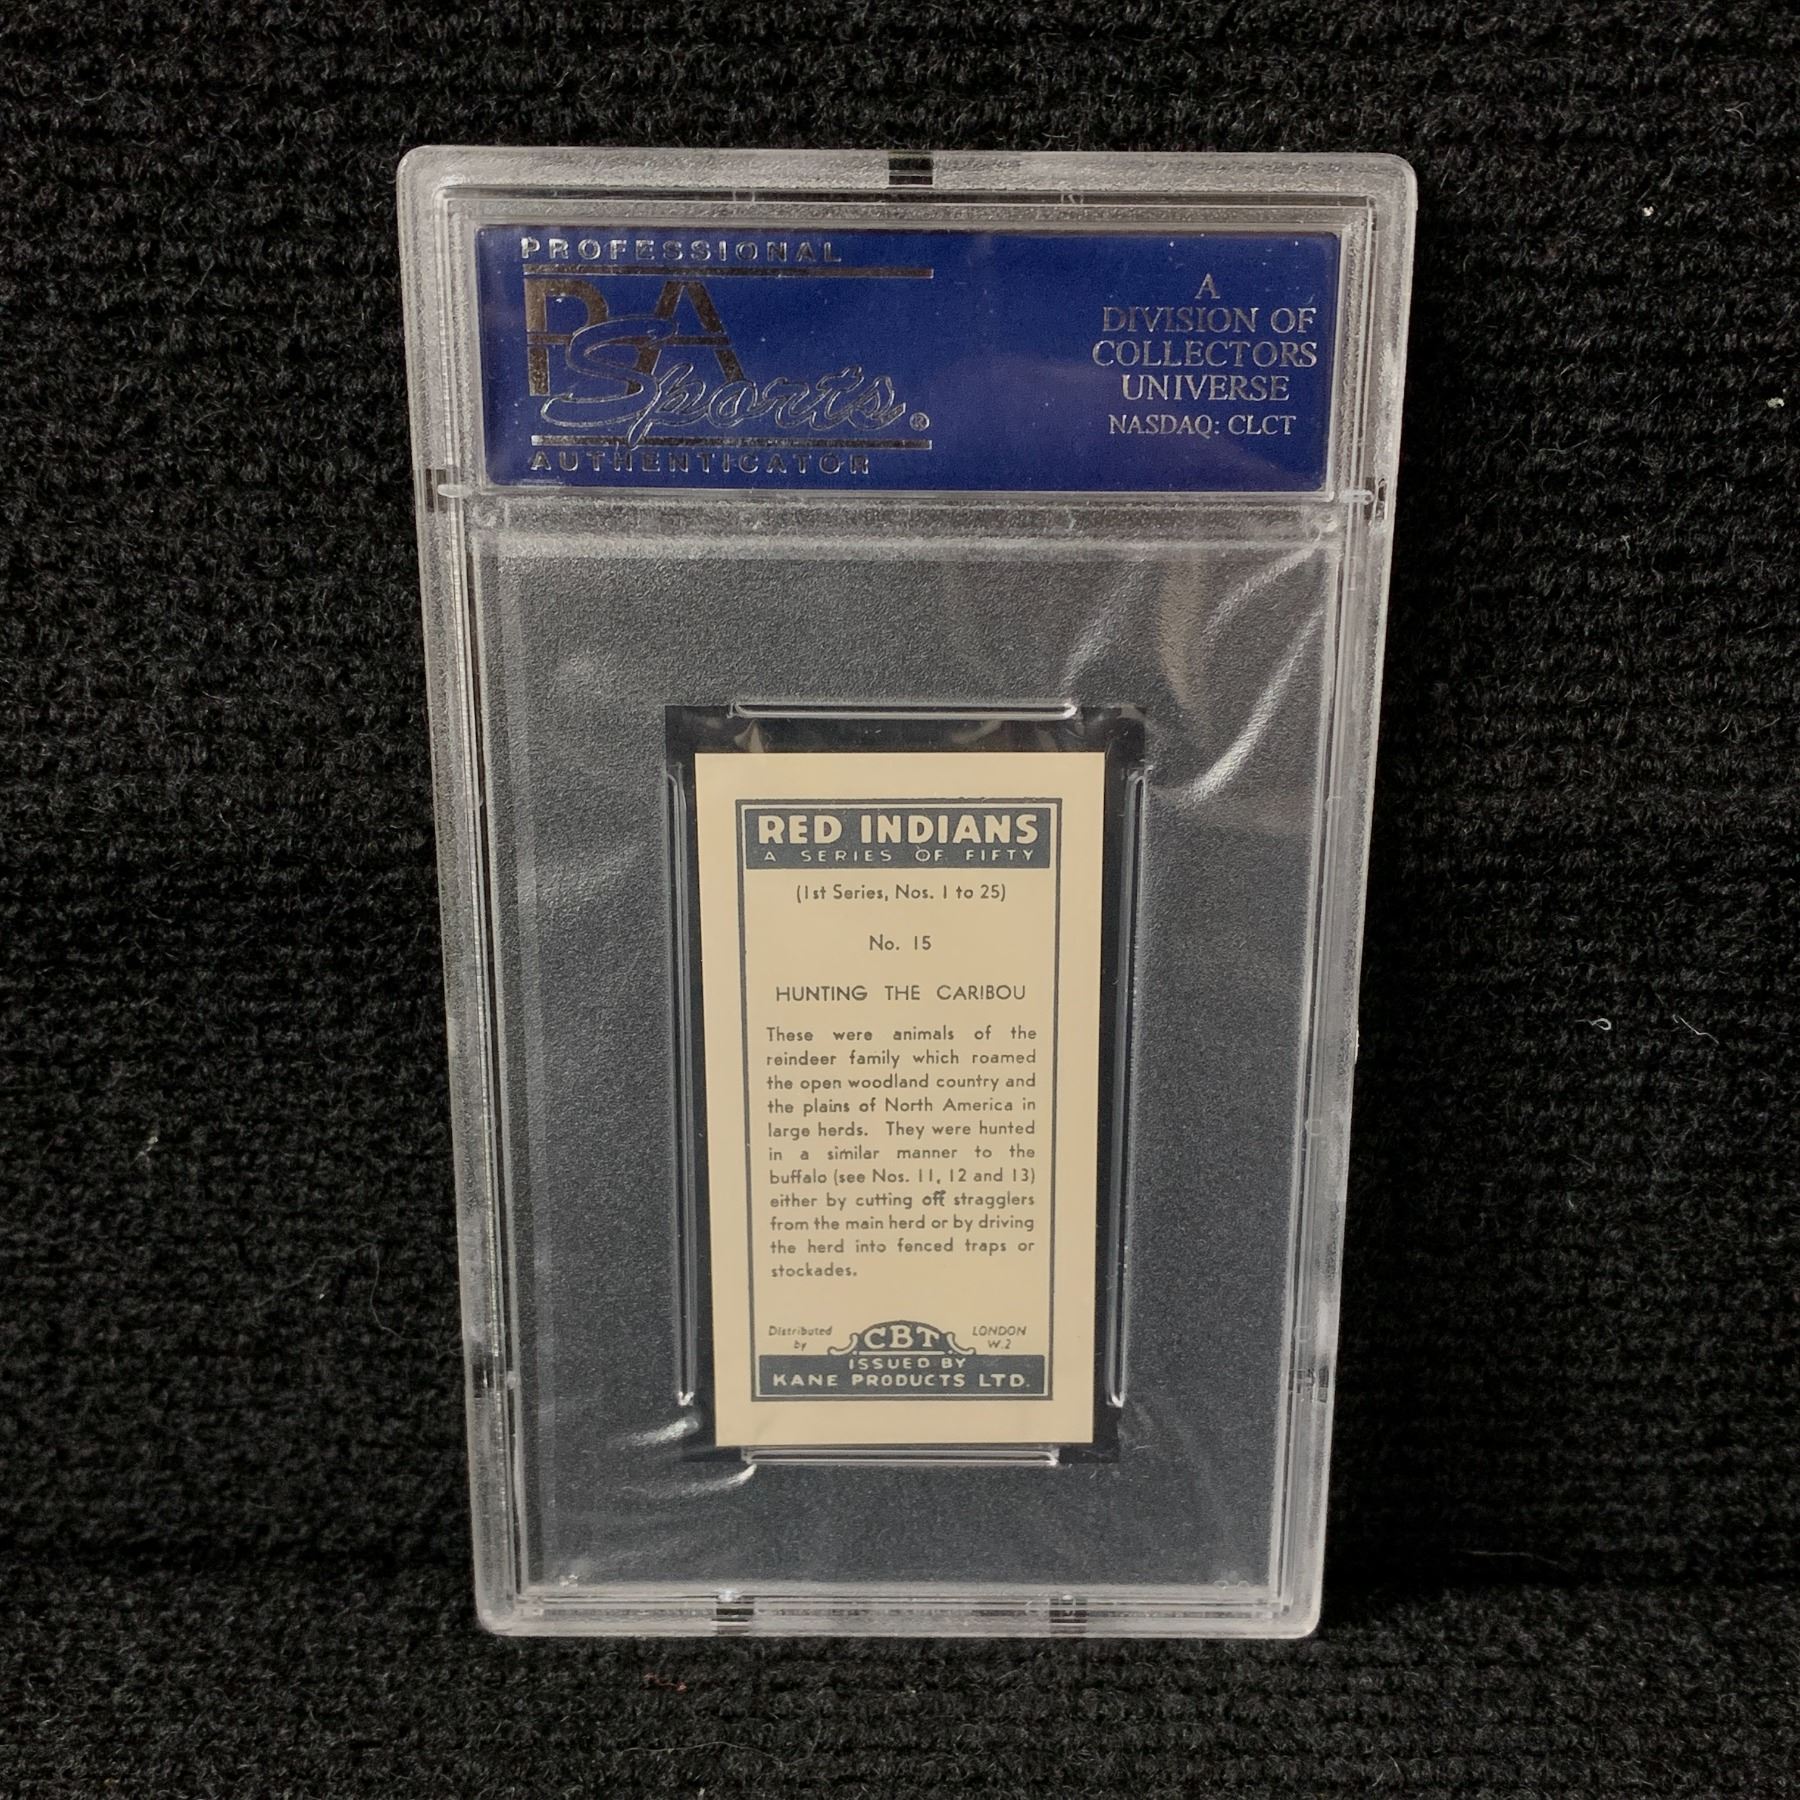 PROFESSIONAL
PSA
Sports®
AUTHENTICATOR
A
DIVISION OF
COLLECTORS
UNIVERSE
NASDAQ: CLCT
RED INDIANS
A SERIES OF FIFTY
(1st Series, Nos. 1 to 25)
No. 15
HUNTING THE CARIBOU
These were animals of the
reindeer family which roamed
the open woodland country and
the plains of North America in
large herds. They were hunted
in a similar manner to the
buffalo (see Nos. 11, 12 and 13)
either by cutting off stragglers
from the main herd or by driving
the herd into fenced traps or
stockades.
Distributed
by
CBT
LONDON
W.2
ISSUED BY
KANE PRODUCTS LTD.